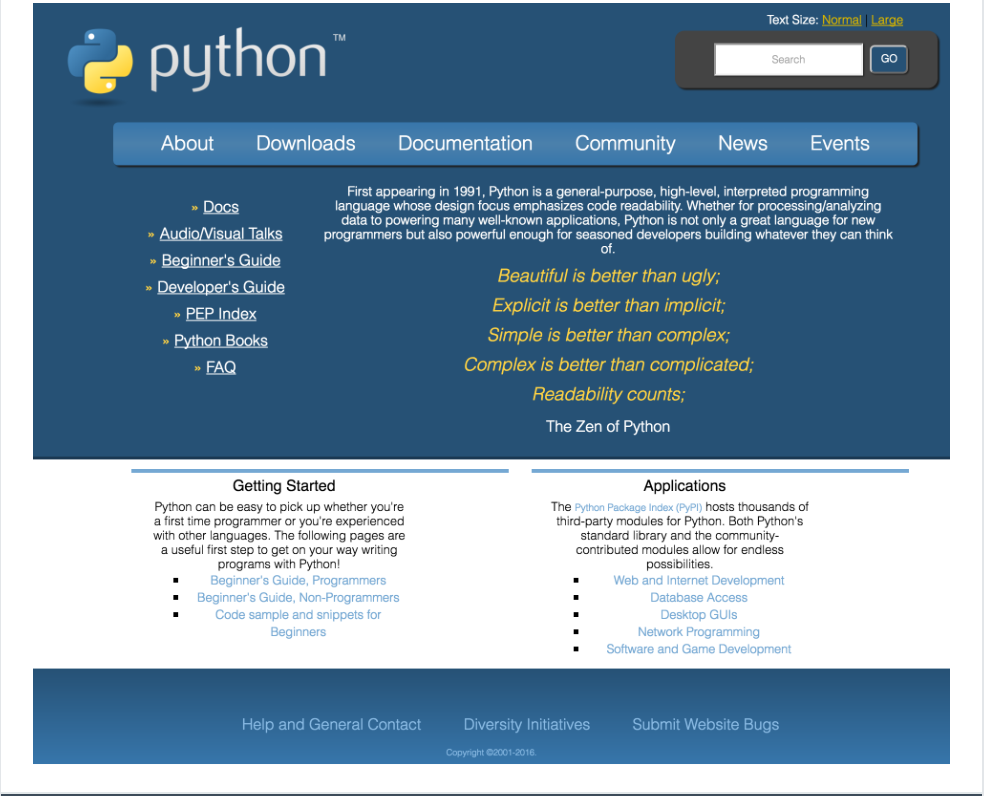 Text Size: Normal | Large
python™
Search
GO
About Downloads Documentation Community News Events
» Docs
» Audio/Visual Talks
» Beginner's Guide
» Developer's Guide
» PEP Index
» Python Books
» FAQ
First appearing in 1991, Python is a general-purpose, high-level, interpreted programming
language whose design focus emphasizes code readability. Whether for processing/analyzing
data to powering many well-known applications, Python is not only a great language for new
programmers but also powerful enough for seasoned developers building whatever they can think
of.
Beautiful is better than ugly;
Explicit is better than implicit;
Simple is better than complex;
Complex is better than complicated;
Readability counts;
The Zen of Python
Getting Started
Python can be easy to pick up whether you're
a first time programmer or you're experienced
with other languages. The following pages are
a useful first step to get on your way writing
programs with Python!
▪ Beginner's Guide, Programmers
▪ Beginner's Guide, Non-Programmers
▪ Code sample and snippets for
Beginners
Applications
The Python Package Index (PyPI) hosts thousands of
third-party modules for Python. Both Python's
standard library and the community-
contributed modules allow for endless
possibilities.
▪ Web and Internet Development
▪ Database Access
▪ Desktop GUIs
▪ Network Programming
▪ Software and Game Development
Help and General Contact Diversity Initiatives Submit Website Bugs
Copyright ©2001-2016.